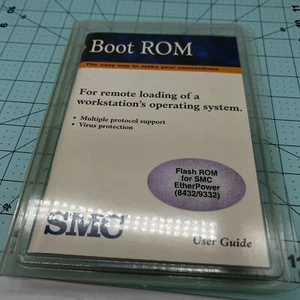 Boot ROM
The easy way to make your connections.
For remote loading of a
workstation's operating system.
• Multiple protocol support
• Virus protection
Flash ROM
for SMC
EtherPower
(8432/9332)
SMC
User Guide